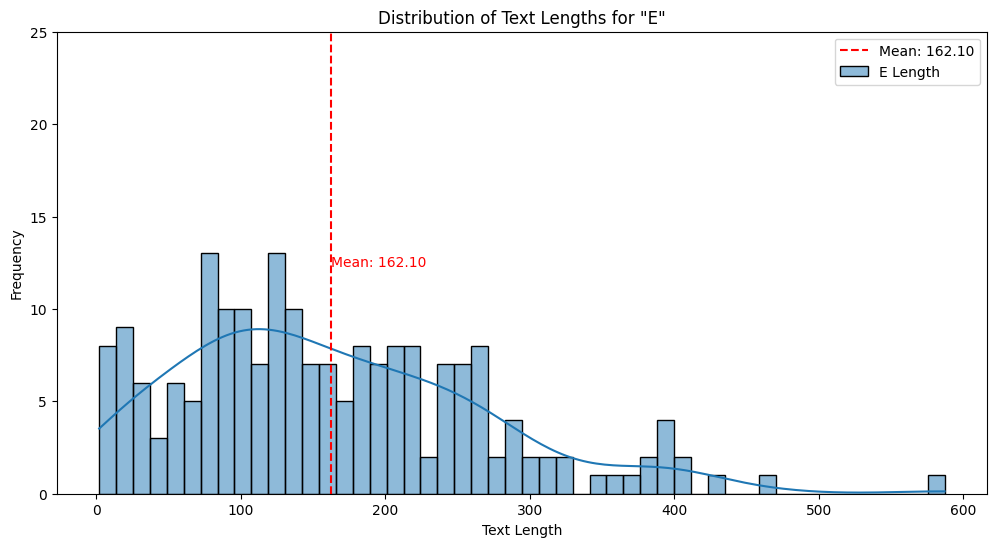 Distribution of Text Lengths for "E"
25
20
15
10
5
0
Frequency
Mean: 162.10
E Length
Mean: 162.10
0 100 200 300 400 500 600
Text Length